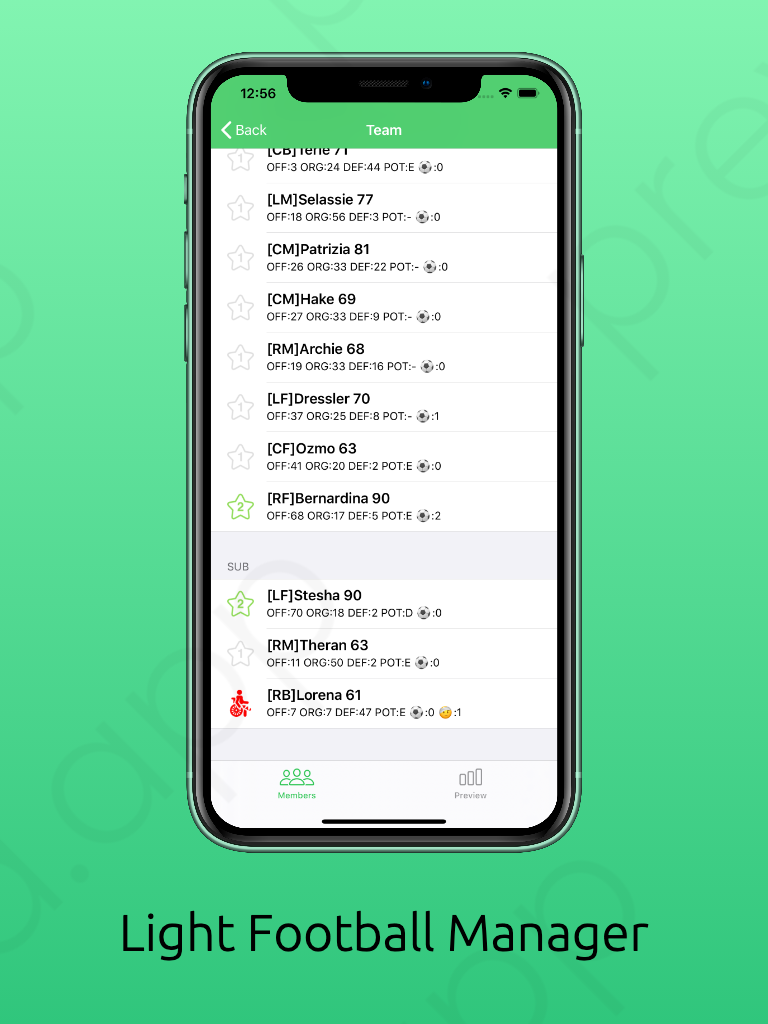 12:56
Back
Team
[CB]Terie 71
OFF:3 ORG:24 DEF:44 POT:E ⚽:0
1
[LM]Selassie 77
OFF:18 ORG:56 DEF:3 POT:- ⚽:0
1
[CM]Patrizia 81
OFF:26 ORG:33 DEF:22 POT:- ⚽:0
1
[CM]Hake 69
OFF:27 ORG:33 DEF:9 POT:- ⚽:0
1
[RM]Archie 68
OFF:19 ORG:33 DEF:16 POT:- ⚽:0
1
[LF]Dressler 70
OFF:37 ORG:25 DEF:8 POT:- ⚽:1
1
[CF]Ozmo 63
OFF:41 ORG:20 DEF:2 POT:E ⚽:0
1
[RF]Bernardina 90
OFF:68 ORG:17 DEF:5 POT:E ⚽:2
2
SUB
[LF]Stesha 90
OFF:70 ORG:18 DEF:2 POT:D ⚽:0
2
[RM]Theran 63
OFF:11 ORG:50 DEF:2 POT:E ⚽:0
1
[RB]Lorena 61
OFF:7 ORG:7 DEF:47 POT:E ⚽:0 🤕:1
Members
Preview
Light Football Manager